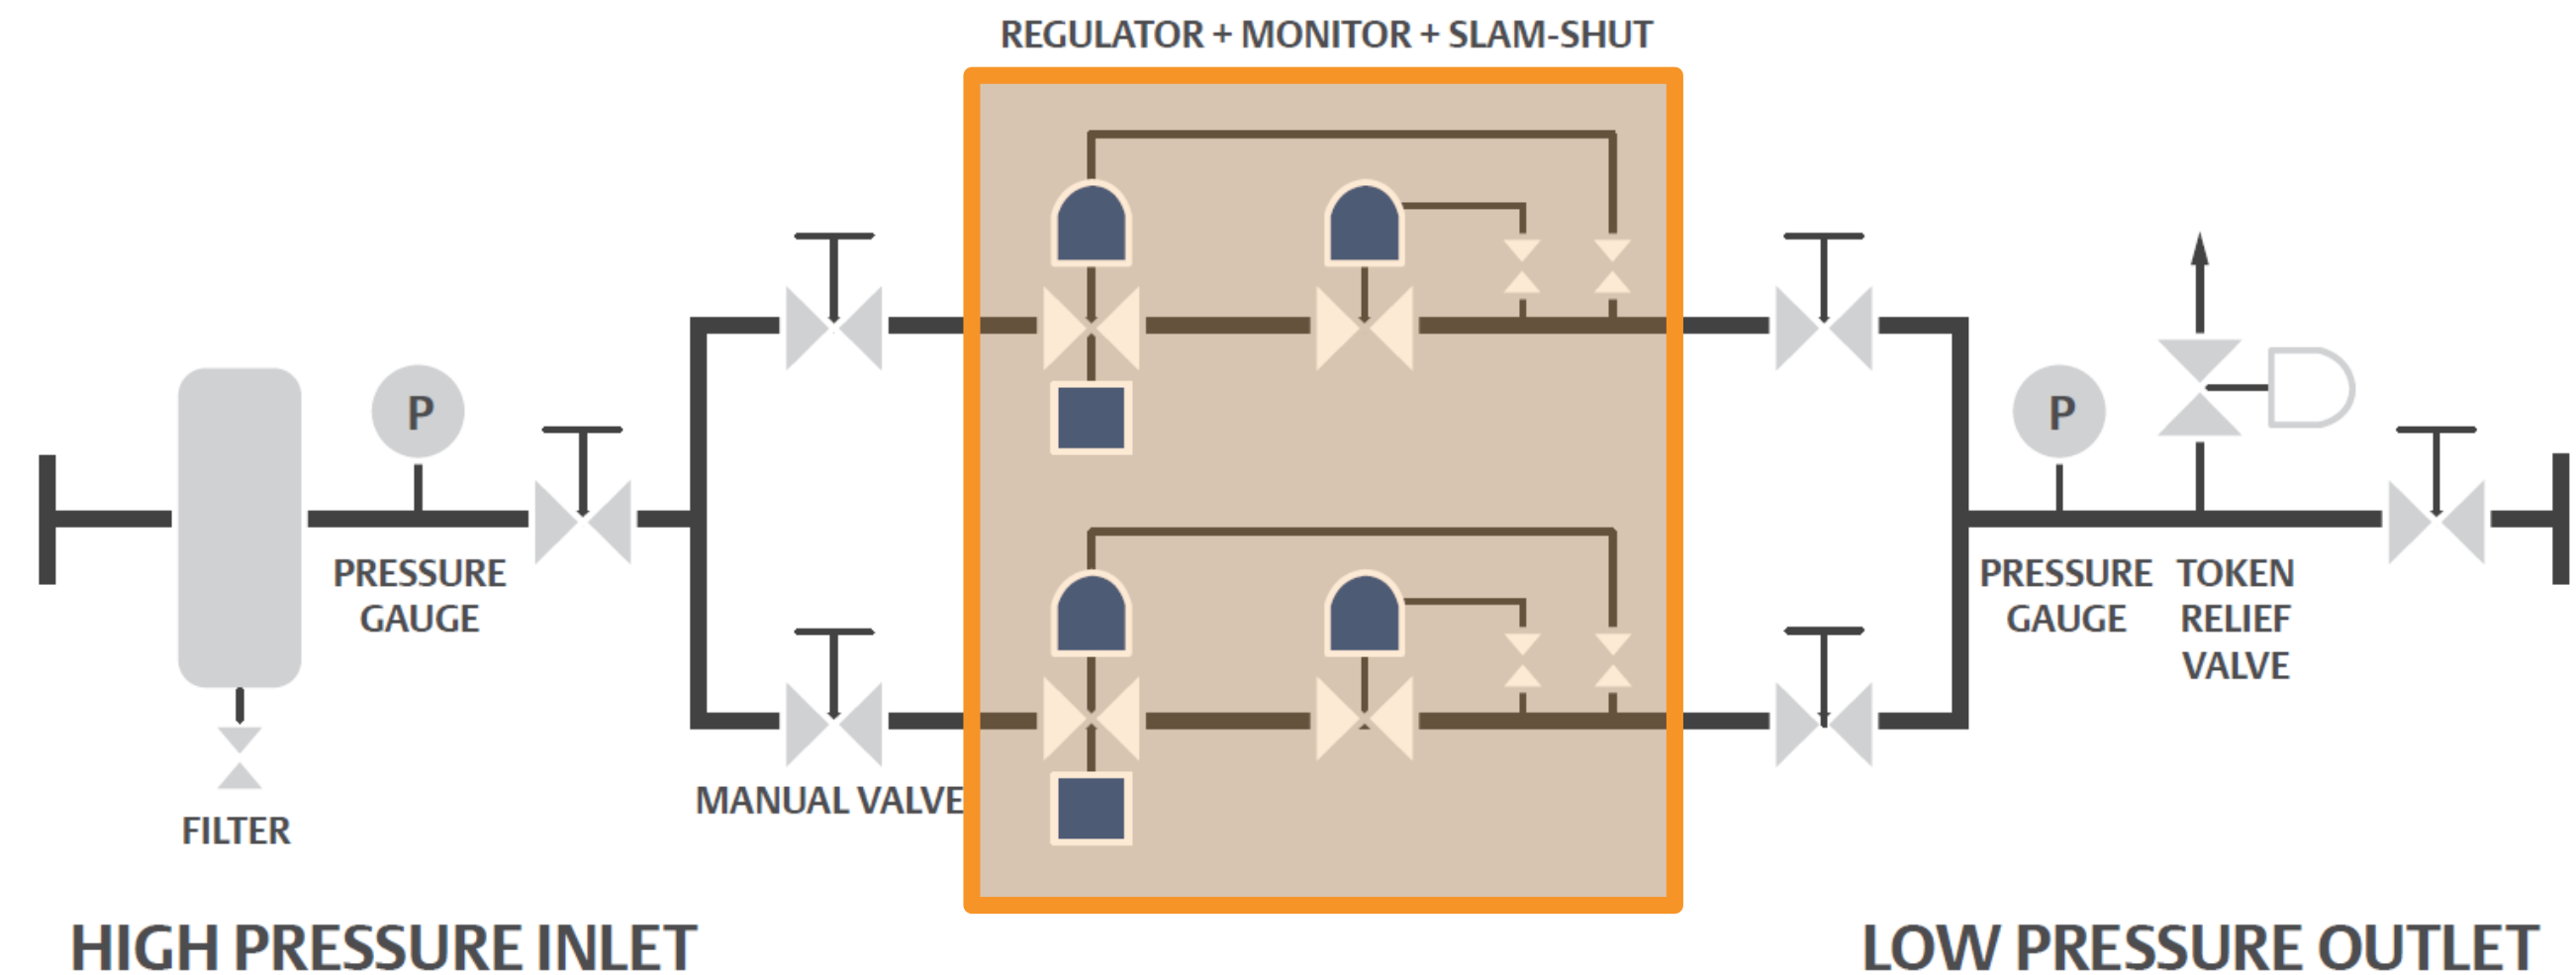 REGULATOR + MONITOR + SLAM-SHUT
P
P
PRESSURE
GAUGE
PRESSURE
GAUGE
TOKEN
RELIEF
VALVE
MANUAL VALVE
FILTER
HIGH PRESSURE INLET
LOW PRESSURE OUTLET